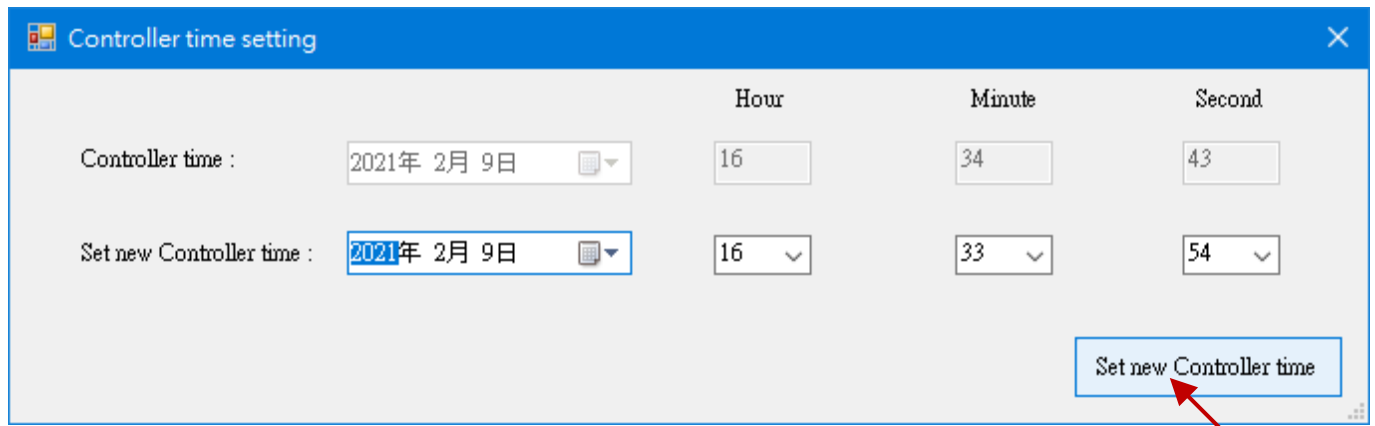 Controller time setting
Hour Minute Second
Controller time : 2021年 2月 9日 16 34 43
Set new Controller time : 2021年 2月 9日 16 33 54
Set new Controller time